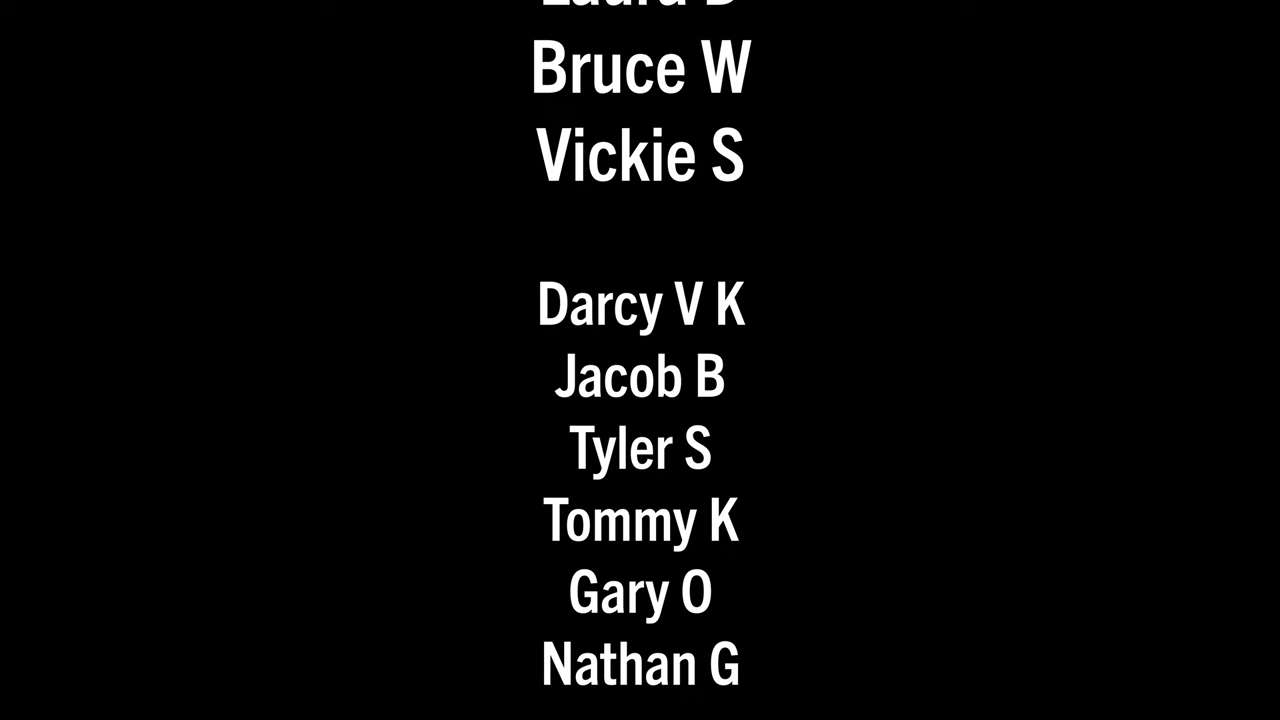 Bruce W
Vickie S
Darcy V K
Jacob B
Tyler S
Tommy K
Gary O
Nathan G